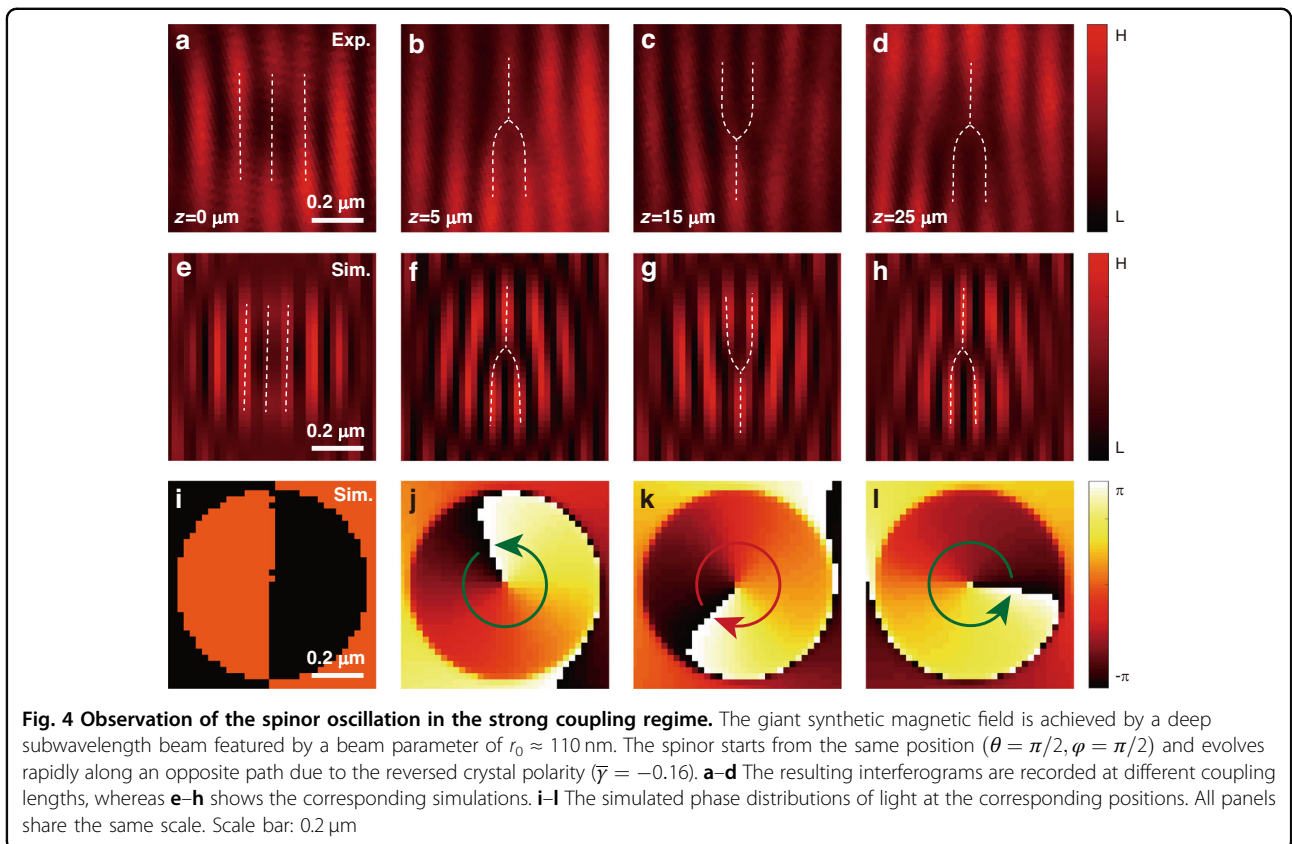 a Exp. b c d H
z=0 μm 0.2 μm z=5 μm z=15 μm z=25 μm L
e Sim. f g h H
0.2 μm L
i Sim. j k l π
0.2 μm -π
Fig. 4 Observation of the spinor oscillation in the strong coupling regime. The giant synthetic magnetic field is achieved by a deep
subwavelength beam featured by a beam parameter of r₀ ≈ 110 nm. The spinor starts from the same position (θ = π/2, φ = π/2) and evolves
rapidly along an opposite path due to the reversed crystal polarity (γ̅ = −0.16). a–d The resulting interferograms are recorded at different coupling
lengths, whereas e–h shows the corresponding simulations. i–l The simulated phase distributions of light at the corresponding positions. All panels
share the same scale. Scale bar: 0.2 μm